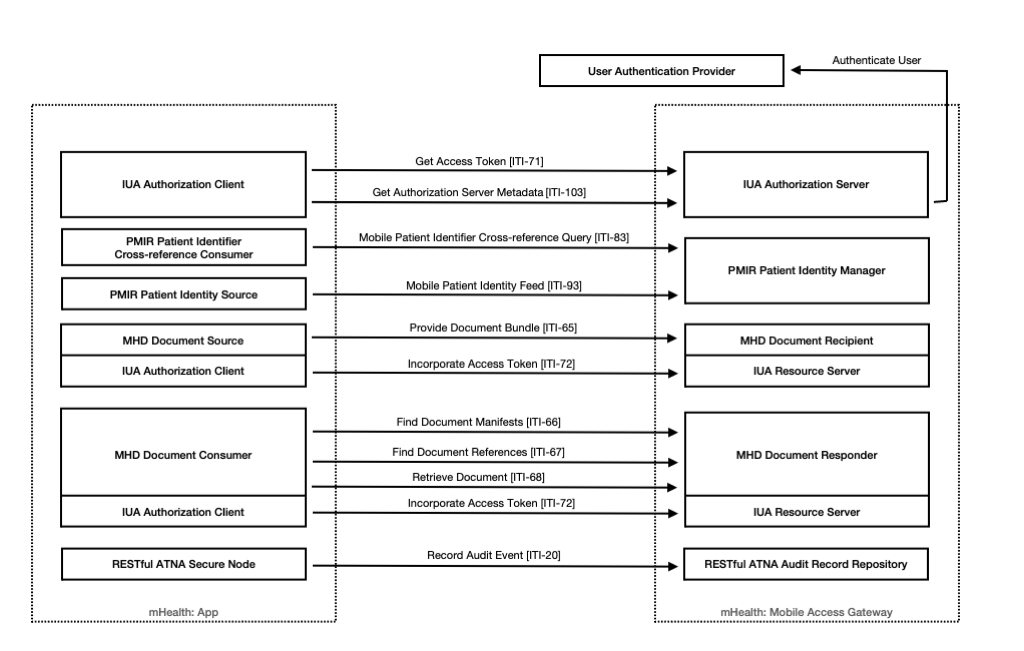 Authenticate User
User Authentication Provider
Get Access Token [ITI-71]
IUA Authorization Client
IUA Authorization Server
Get Authorization Server Metadata [ITI-103]
PMIR Patient Identifier
Cross-reference Consumer
Mobile Patient Identifier Cross-reference Query [ITI-83]
PMIR Patient Identity Manager
PMIR Patient Identity Source
Mobile Patient Identity Feed [ITI-93]
MHD Document Source
Provide Document Bundle [ITI-65]
MHD Document Recipient
IUA Authorization Client
Incorporate Access Token [ITI-72]
IUA Resource Server
Find Document Manifests [ITI-66]
MHD Document Consumer
Find Document References [ITI-67]
MHD Document Responder
Retrieve Document [ITI-68]
IUA Authorization Client
Incorporate Access Token [ITI-72]
IUA Resource Server
RESTful ATNA Secure Node
Record Audit Event [ITI-20]
RESTful ATNA Audit Record Repository
mHealth: App
mHealth: Mobile Access Gateway